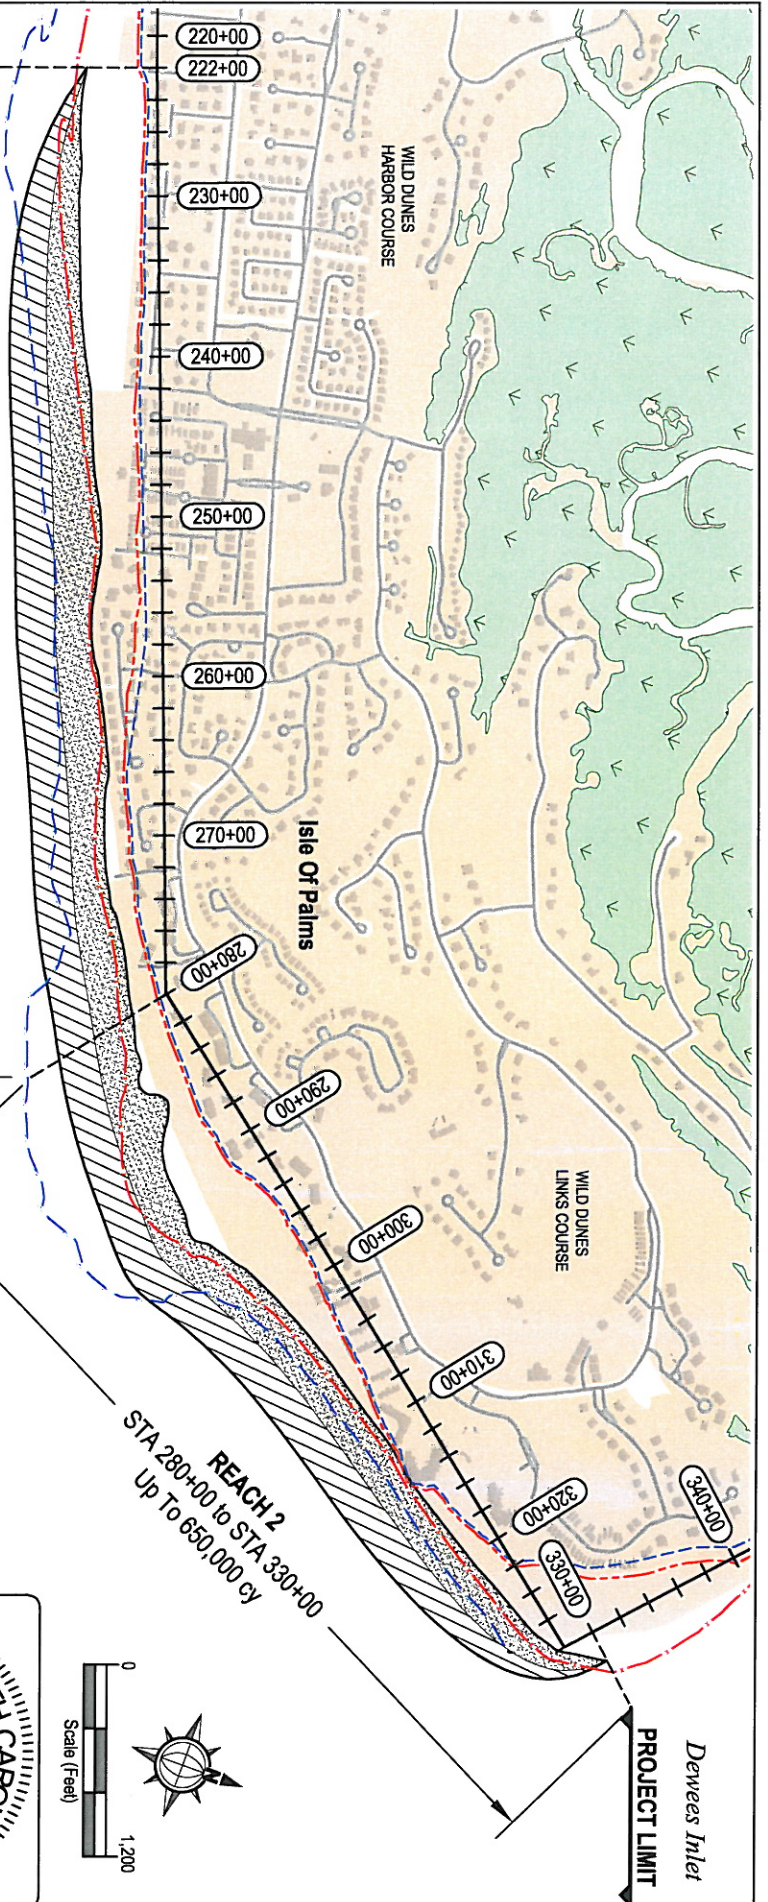 220+00
222+00
230+00
WILD DUNES
HARBOR COURSE
240+00
250+00
260+00
270+00
Isle Of Palms
280+00
290+00
300+00
WILD DUNES
LINKS COURSE
310+00
320+00
330+00
340+00
REACH 2
STA 280+00 to STA 330+00
Up To 650,000 cy
Dewees Inlet
PROJECT LIMIT
N
0
1,200
Scale (Feet)